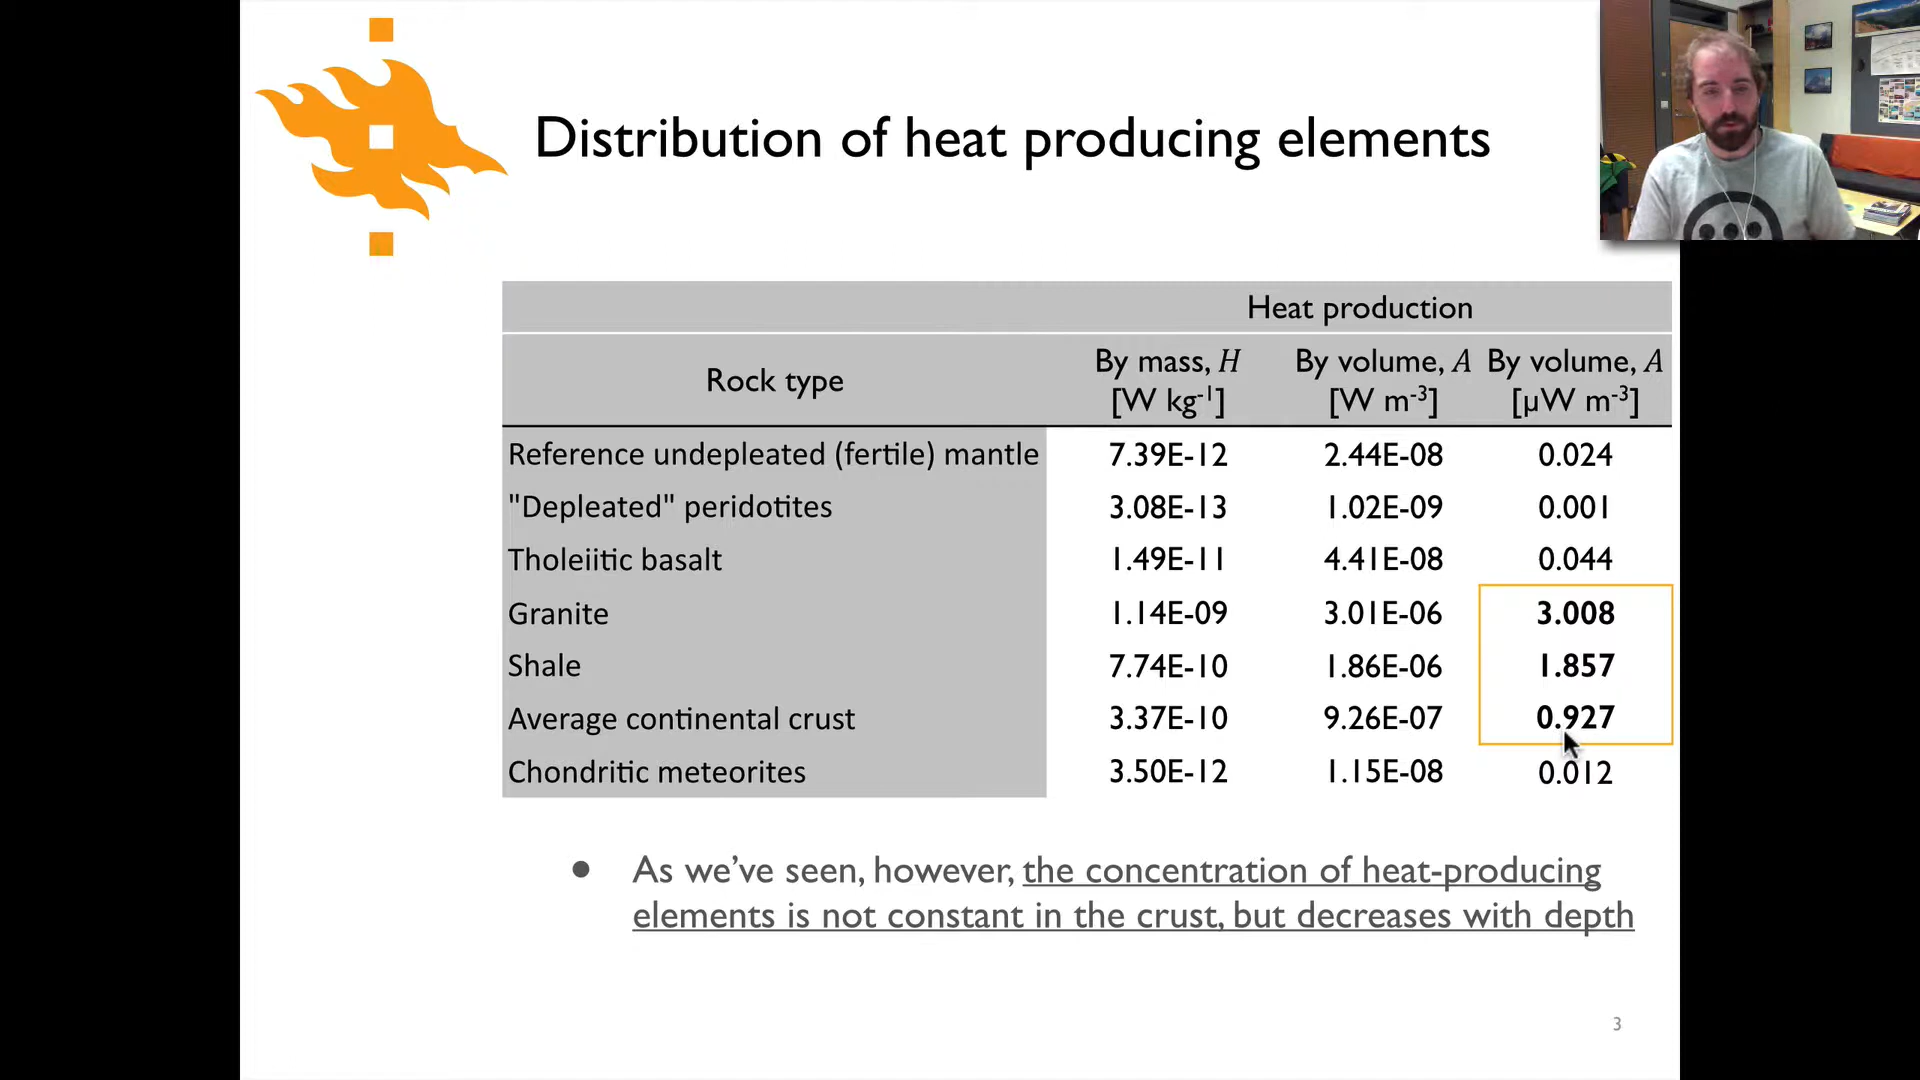 Distribution of heat producing elements
Heat production
Rock type
By mass, H
[W kg-1]
By volume, A
[W m-3]
By volume, A
[µW m-3]
Reference undepleated (fertile) mantle 7.39E-12 2.44E-08 0.024
"Depleated" peridotites 3.08E-13 1.02E-09 0.001
Tholeiitic basalt 1.49E-11 4.41E-08 0.044
Granite 1.14E-09 3.01E-06 3.008
Shale 7.74E-10 1.86E-06 1.857
Average continental crust 3.37E-10 9.26E-07 0.927
Chondritic meteorites 3.50E-12 1.15E-08 0.012
● As we've seen, however, the concentration of heat-producing
elements is not constant in the crust, but decreases with depth
3